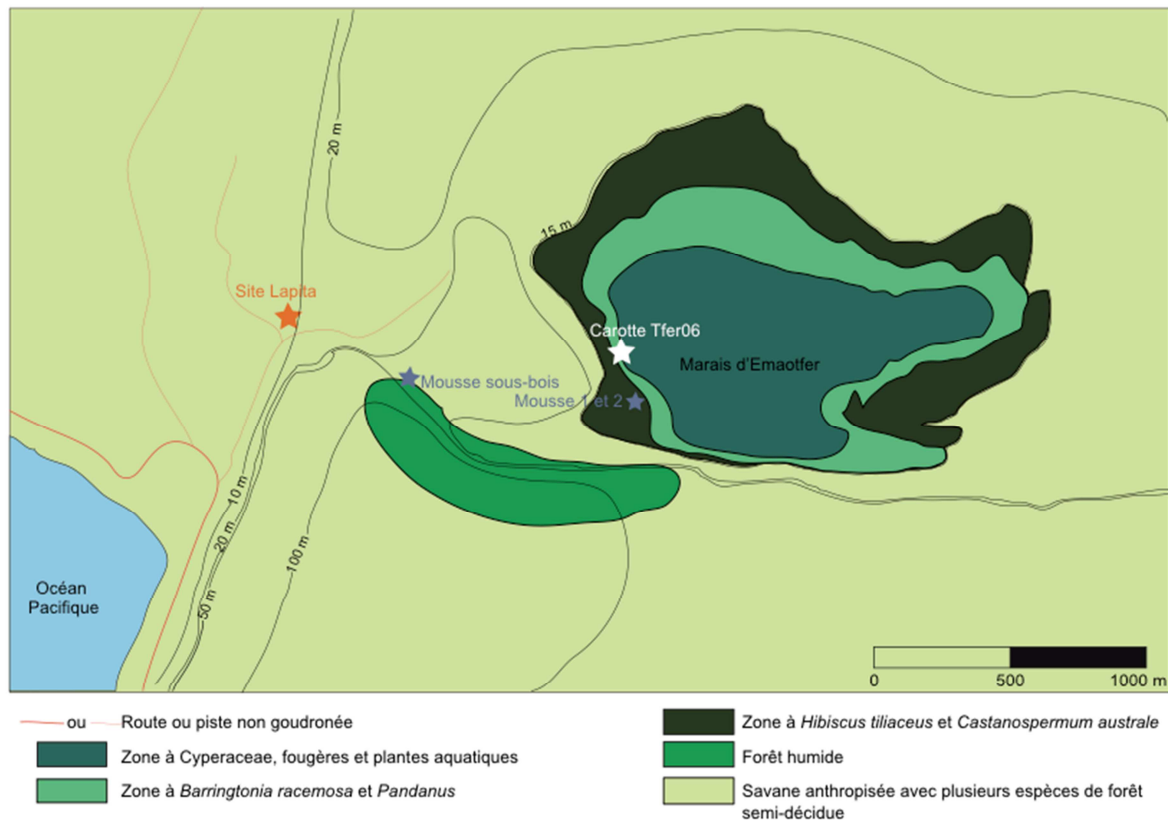 20 m
15 m
Site Lapita
Carotte Tfer06
Marais d'Emaotfer
Mousse sous-bois
Mousse 1 et 2
10 m
20 m
100 m
50 m
Océan
Pacifique
0 500 1000 m
ou Route ou piste non goudronée
Zone à Cyperaceae, fougères et plantes aquatiques
Zone à Barringtonia racemosa et Pandanus
Zone à Hibiscus tiliaceus et Castanospermum australe
Forêt humide
Savane anthropisée avec plusieurs espèces de forêt
semi-décidue